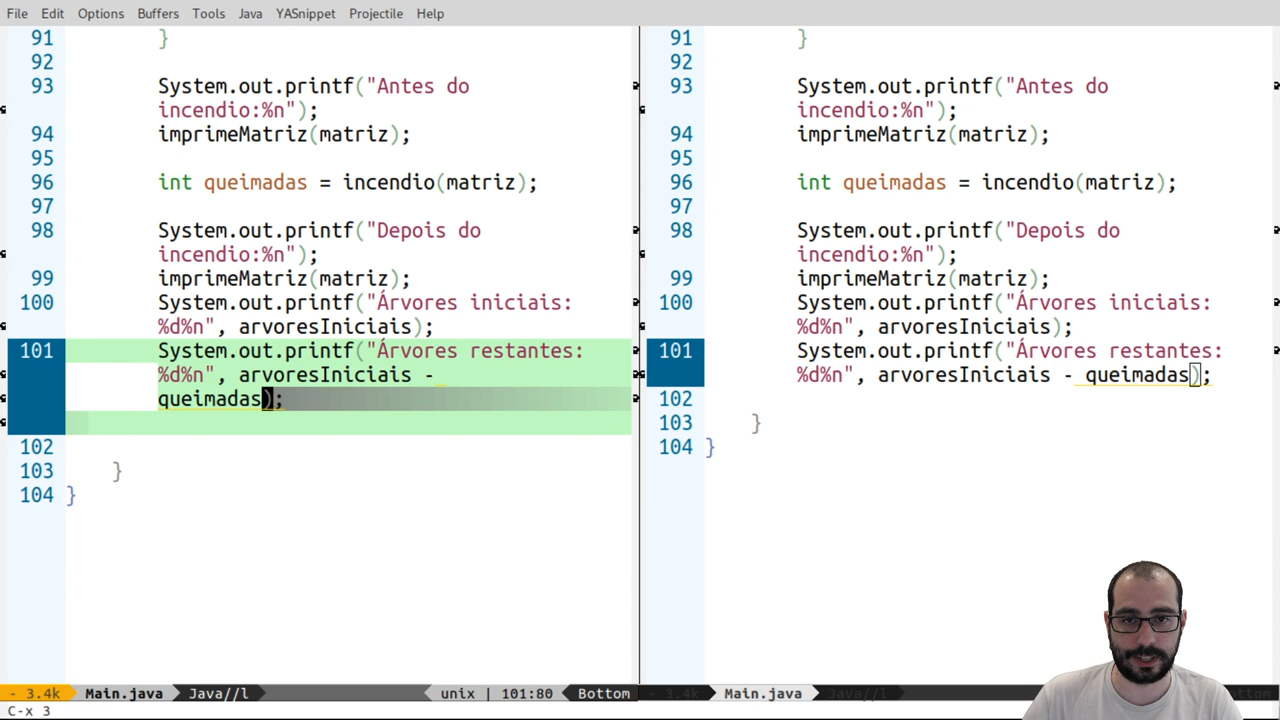 File Edit Options Buffers Tools Java YASnippet Projectile Help
91 }
92
93 System.out.printf("Antes do
incendio:%n");
94 imprimeMatriz(matriz);
95
96 int queimadas = incendio(matriz);
97
98 System.out.printf("Depois do
incendio:%n");
99 imprimeMatriz(matriz);
100 System.out.printf("Árvores iniciais:
%d%n", arvoresIniciais);
101 System.out.printf("Árvores restantes:
%d%n", arvoresIniciais -
queimadas);
102
103 }
104 }
- 3.4k Main.java Java//l unix | 101:80 Bottom
91 }
92
93 System.out.printf("Antes do
incendio:%n");
94 imprimeMatriz(matriz);
95
96 int queimadas = incendio(matriz);
97
98 System.out.printf("Depois do
incendio:%n");
99 imprimeMatriz(matriz);
100 System.out.printf("Árvores iniciais:
%d%n", arvoresIniciais);
101 System.out.printf("Árvores restantes:
%d%n", arvoresIniciais - queimadas);
102
103 }
104 }
- 3.4k Main.java Java//l
C-x 3